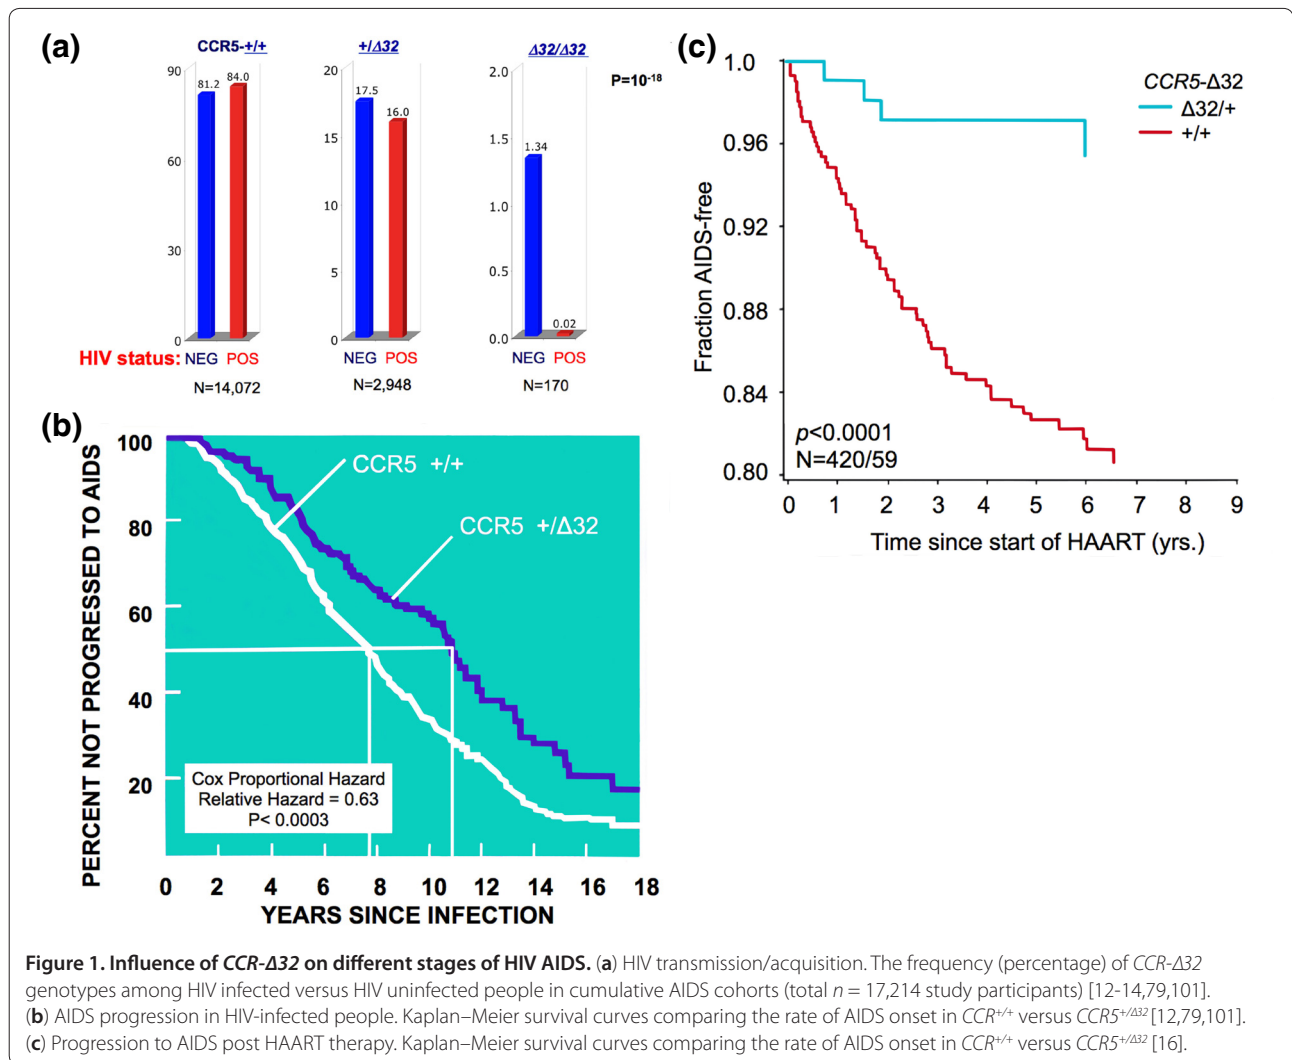 (a)
CCR5-+/+
+/Δ32
Δ32/Δ32
P=10-18
90
81.2
84.0
60
30
0
20
17.5
16.0
15
10
5
0
2.0
1.5
1.34
1.0
0.5
0.02
0.0
HIV status: NEG POS
NEG POS
NEG POS
N=14,072
N=2,948
N=170
(b)
PERCENT NOT PROGRESSED TO AIDS
100
80
60
40
20
CCR5 +/+
CCR5 +/Δ32
Cox Proportional Hazard
Relative Hazard = 0.63
P< 0.0003
0 2 4 6 8 10 12 14 16 18
YEARS SINCE INFECTION
(c)
Fraction AIDS-free
1.0
0.96
0.92
0.88
0.84
0.80
CCR5-Δ32
Δ32/+
+/+
p<0.0001
N=420/59
0 1 2 3 4 5 6 7 8 9
Time since start of HAART (yrs.)
Figure 1. Influence of CCR-Δ32 on different stages of HIV AIDS. (a) HIV transmission/acquisition. The frequency (percentage) of CCR-Δ32
genotypes among HIV infected versus HIV uninfected people in cumulative AIDS cohorts (total n = 17,214 study participants) [12-14,79,101].
(b) AIDS progression in HIV-infected people. Kaplan–Meier survival curves comparing the rate of AIDS onset in CCR+/+ versus CCR5+/Δ32 [12,79,101].
(c) Progression to AIDS post HAART therapy. Kaplan–Meier survival curves comparing the rate of AIDS onset in CCR+/+ versus CCR5+/Δ32 [16].